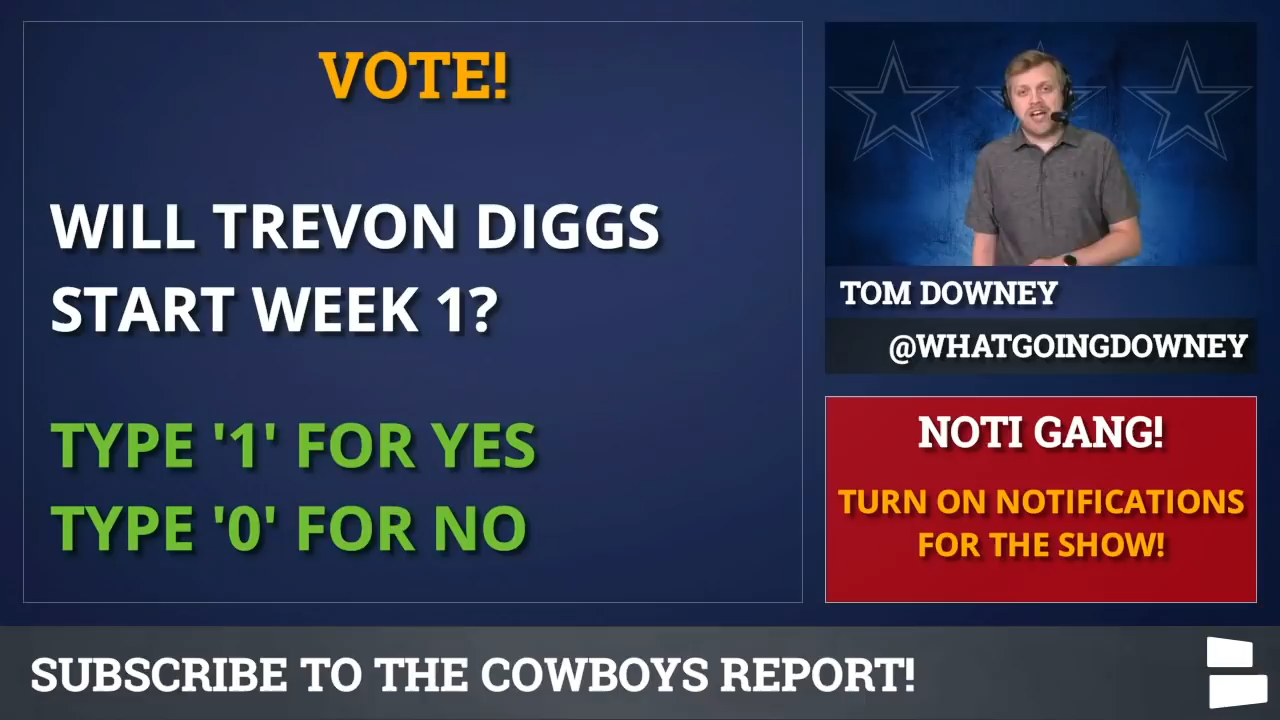 VOTE!
WILL TREVON DIGGS
START WEEK 1?
TYPE '1' FOR YES
TYPE '0' FOR NO
TOM DOWNEY
@WHATGOINGDOWNEY
NOTI GANG!
TURN ON NOTIFICATIONS
FOR THE SHOW!
SUBSCRIBE TO THE COWBOYS REPORT!